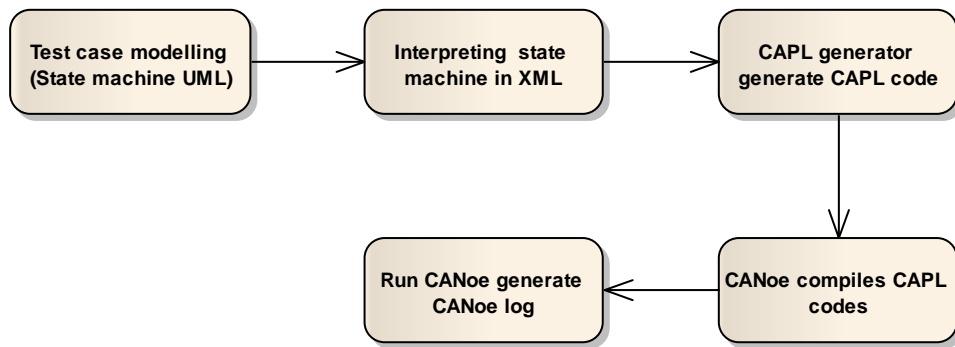 Test case modelling
(State machine UML)
Interpreting state
machine in XML
CAPL generator
generate CAPL code
CANoe compiles CAPL
codes
Run CANoe generate
CANoe log